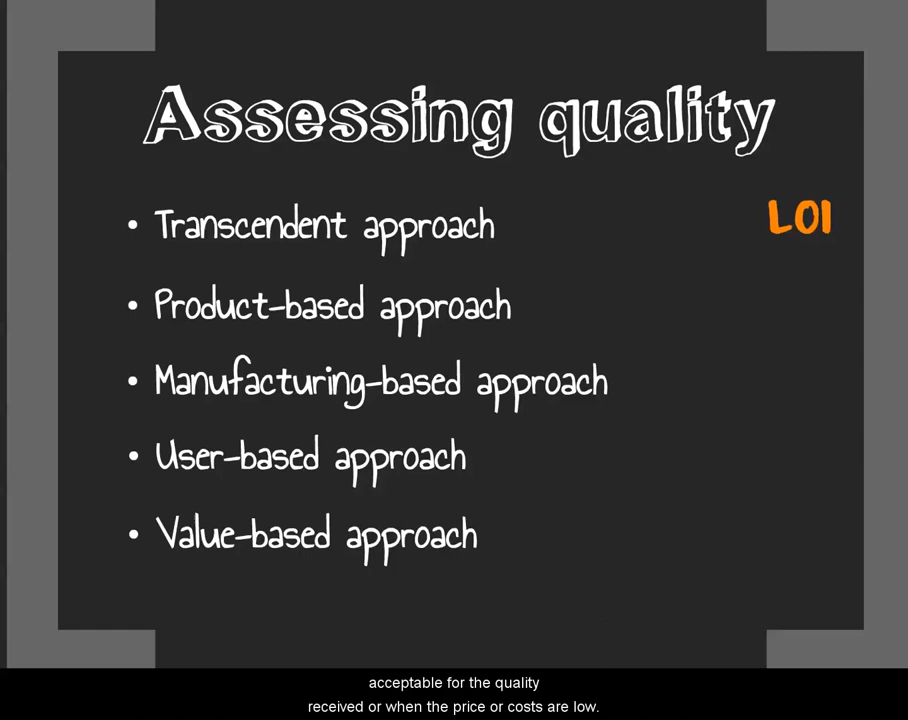 Assessing quality
• Transcendent approach
LOI
• Product-based approach
• Manufacturing-based approach
• User-based approach
• Value-based approach
acceptable for the quality
received or when the price or costs are low.